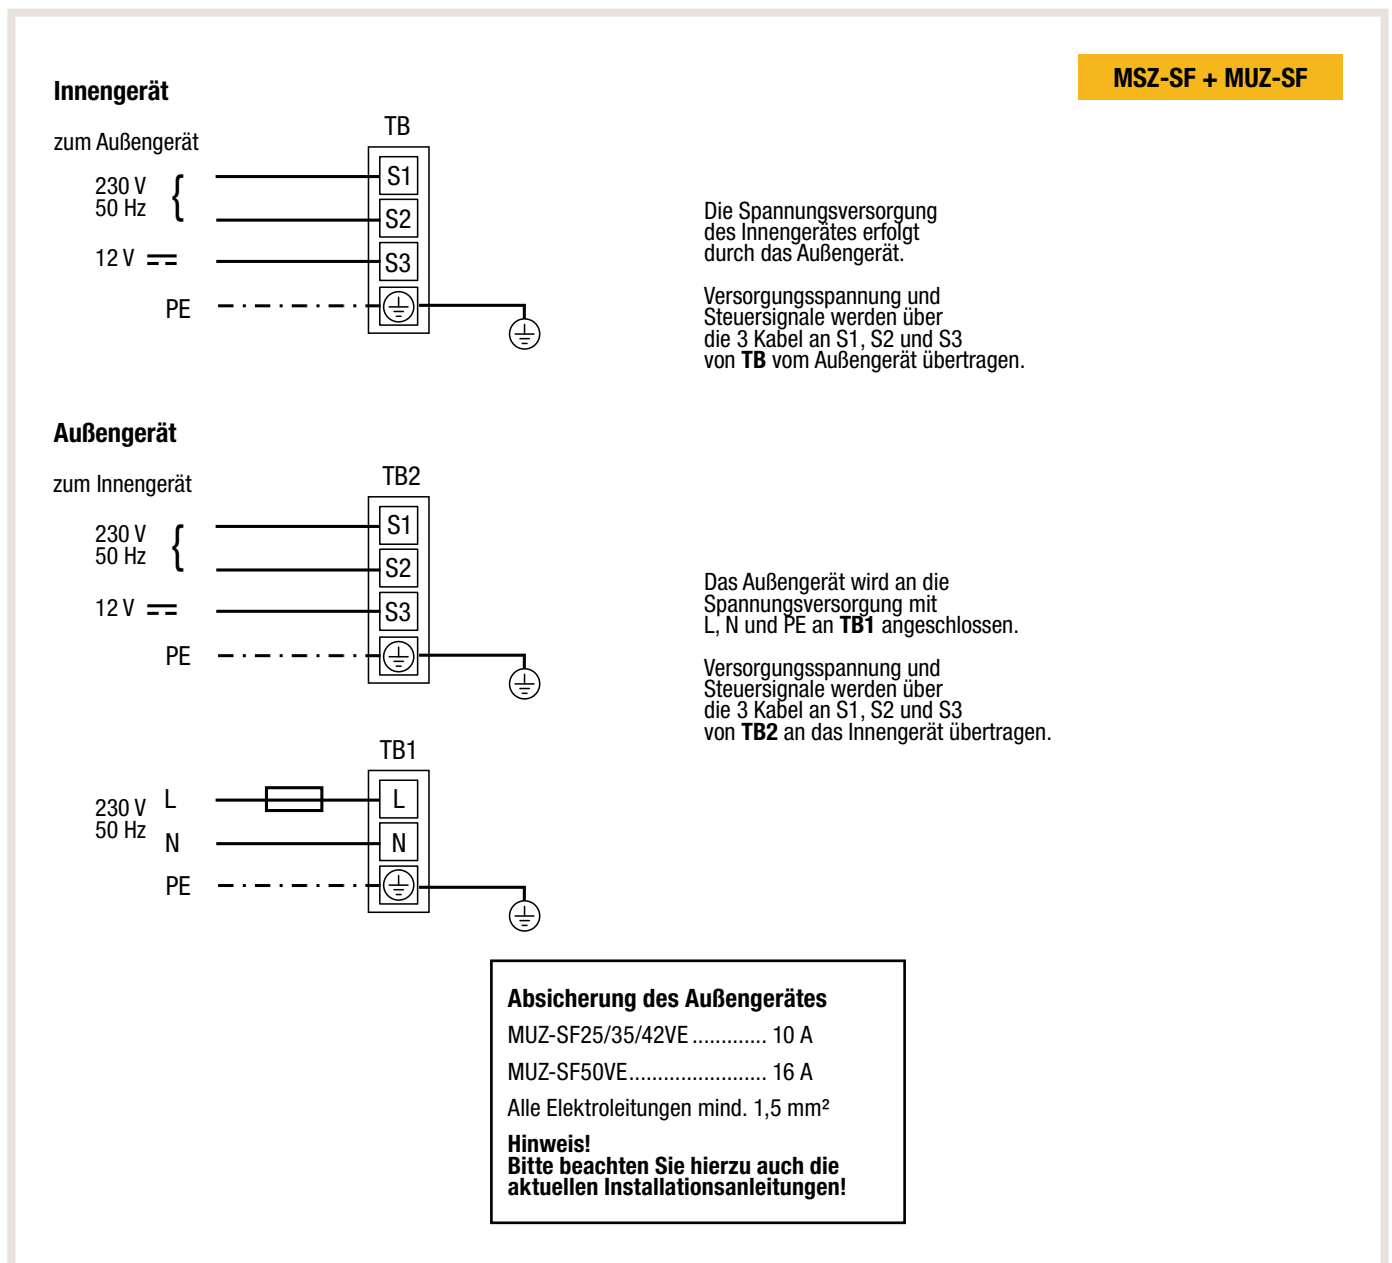 MSZ-SF + MUZ-SF
Innengerät
zum Außengerät
TB
230 V
50 Hz
{
S1
S2
12 V
S3
PE
Die Spannungsversorgung
des Innengerätes erfolgt
durch das Außengerät.
Versorgungsspannung und
Steuersignale werden über
die 3 Kabel an S1, S2 und S3
von TB vom Außengerät übertragen.
Außengerät
zum Innengerät
TB2
230 V
50 Hz
{
S1
S2
12 V
S3
PE
Das Außengerät wird an die
Spannungsversorgung mit
L, N und PE an TB1 angeschlossen.
Versorgungsspannung und
Steuersignale werden über
die 3 Kabel an S1, S2 und S3
von TB2 an das Innengerät übertragen.
TB1
230 V
50 Hz
L
L
N
N
PE
Absicherung des Außengerätes
MUZ-SF25/35/42VE ............. 10 A
MUZ-SF50VE........................ 16 A
Alle Elektroleitungen mind. 1,5 mm²
Hinweis!
Bitte beachten Sie hierzu auch die
aktuellen Installationsanleitungen!